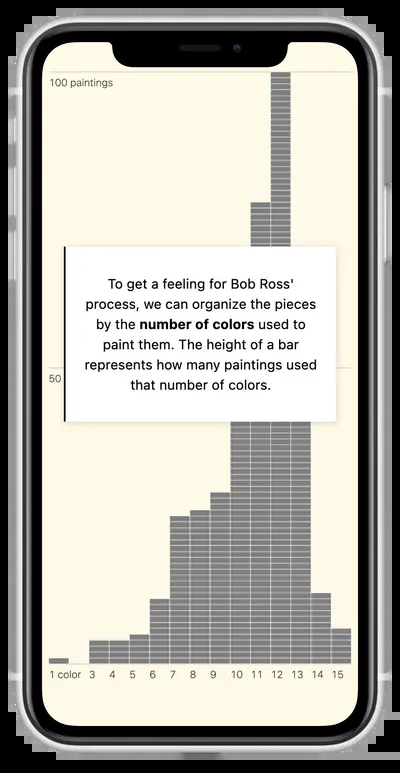 100 paintings
To get a feeling for Bob Ross'
process, we can organize the pieces
by the number of colors used to
paint them. The height of a bar
represents how many paintings used
that number of colors.
50
1 color 3 4 5 6 7 8 9 10 11 12 13 14 15